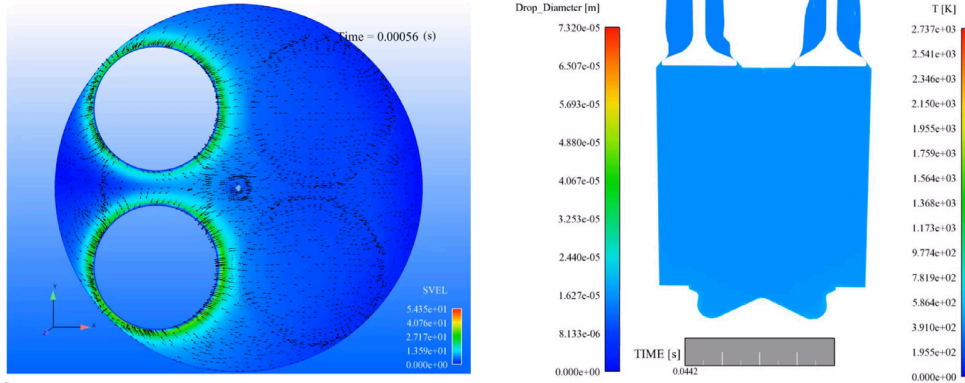 Time = 0.00056 (s)
Y
X
Z
SVEL
5.435e+01
4.076e+01
2.717e+01
1.359e+01
0.000e+00
Drop_Diameter [m]
7.320e-05
6.507e-05
5.693e-05
4.880e-05
4.067e-05
3.253e-05
2.440e-05
1.627e-05
8.133e-06
0.000e+00
TIME [s]
0.0442
T [K]
2.737e+03
2.541e+03
2.346e+03
2.150e+03
1.955e+03
1.759e+03
1.564e+03
1.368e+03
1.173e+03
9.774e+02
7.819e+02
5.864e+02
3.910e+02
1.955e+02
0.000e+00